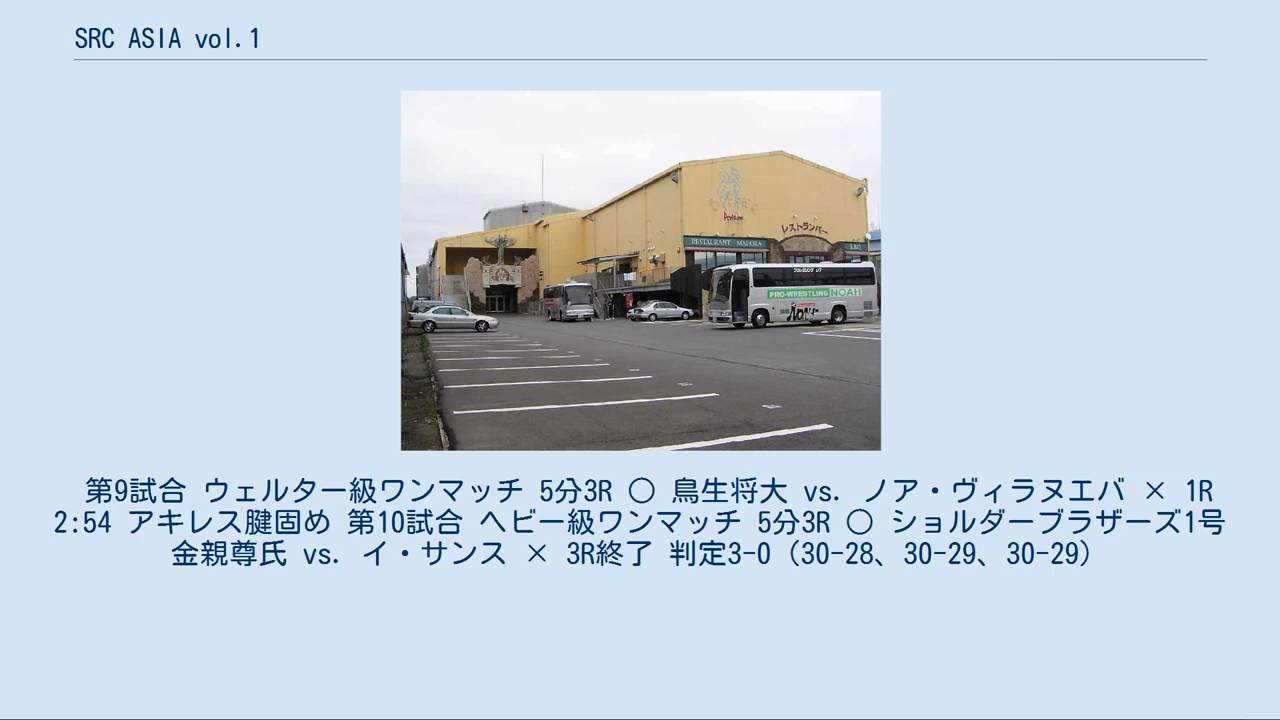 SRC ASIA vol.1
レストランバー
RESTAURANT MAJORA
PRO-WRESTLING NOAH
NOAH
第9試合 ウェルター級ワンマッチ 5分3R ○ 鳥生将大 vs. ノア・ヴィラヌエバ × 1R
2:54 アキレス腱固め 第10試合 ヘビー級ワンマッチ 5分3R ○ ショルダーブラザーズ1号
金親尊氏 vs. イ・サンス × 3R終了 判定3-0（30-28、30-29、30-29）